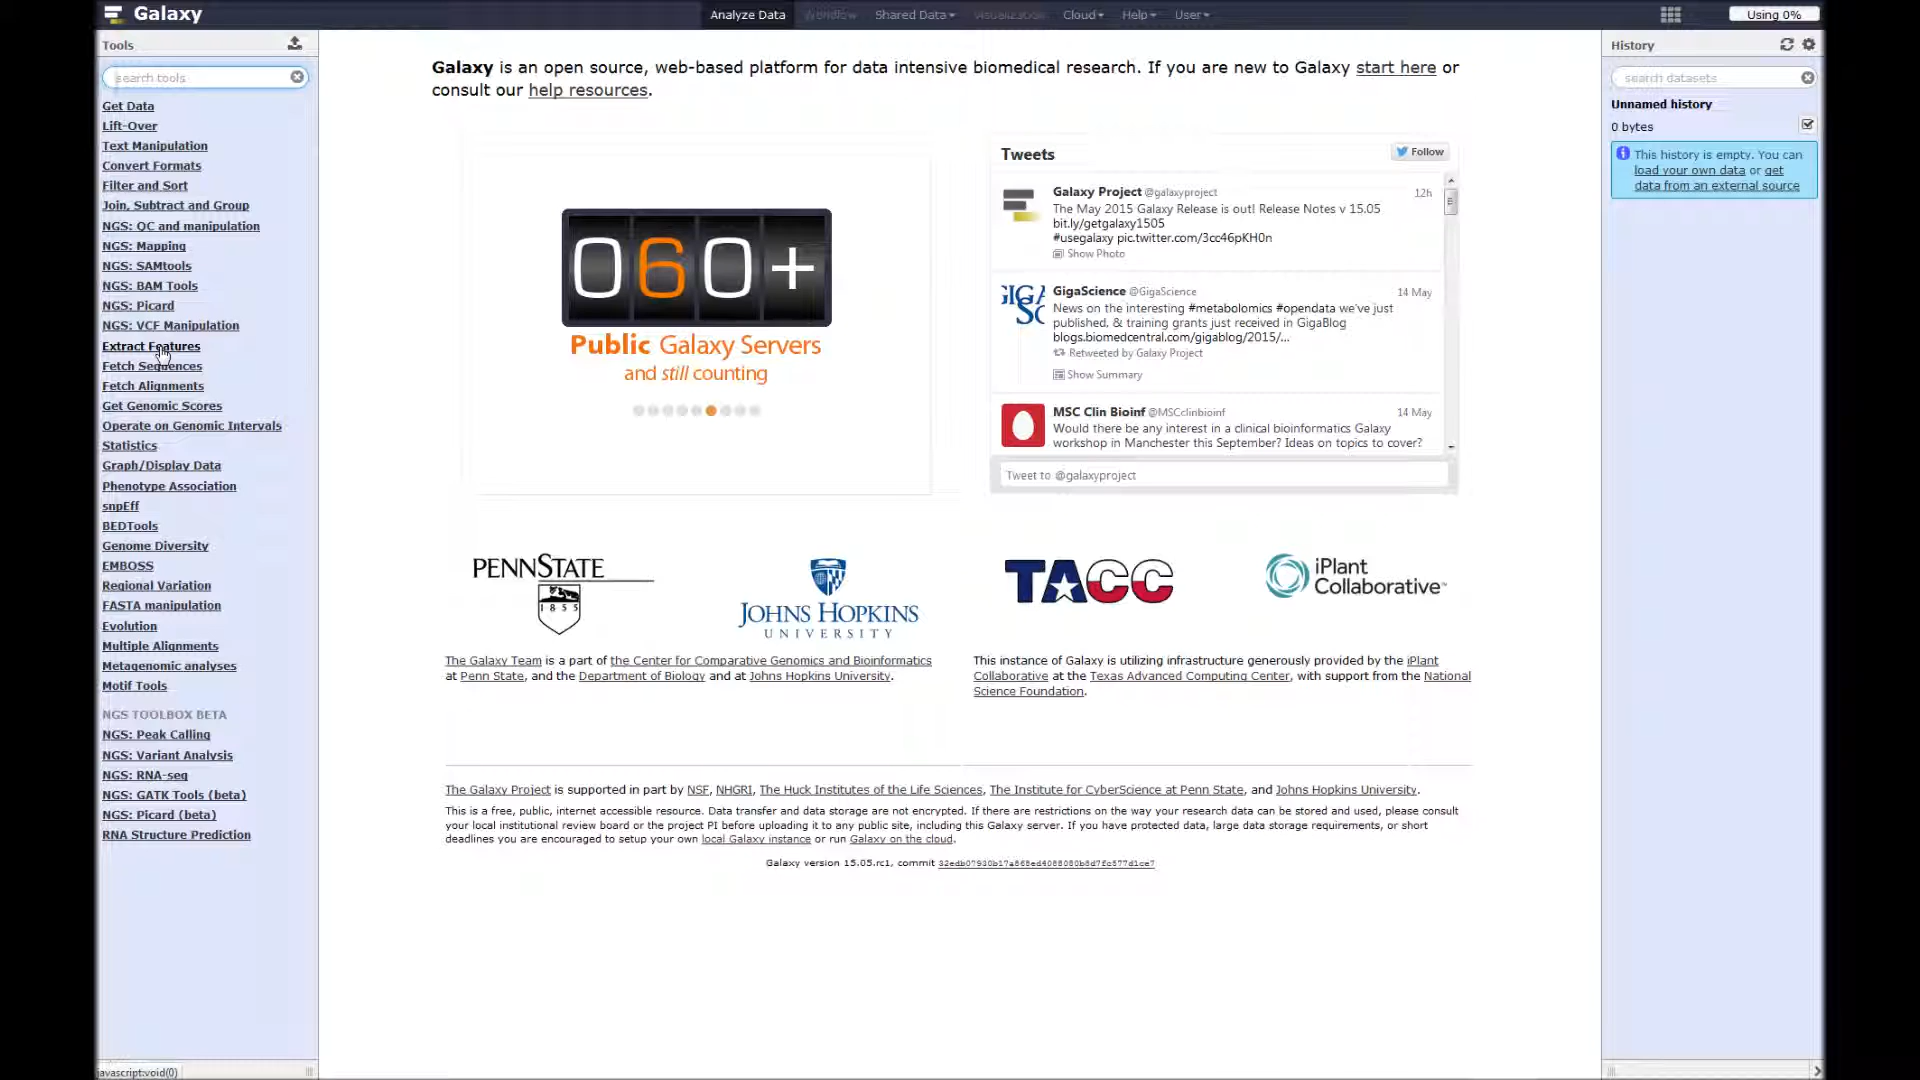 Galaxy
Analyze Data Workflow Shared Data Visualization Cloud Help User
Using 0%
Tools
search tools
Get Data
Lift-Over
Text Manipulation
Convert Formats
Filter and Sort
Join, Subtract and Group
NGS: QC and manipulation
NGS: Mapping
NGS: SAMtools
NGS: BAM Tools
NGS: Picard
NGS: VCF Manipulation
Extract Features
Fetch Sequences
Fetch Alignments
Get Genomic Scores
Operate on Genomic Intervals
Statistics
Graph/Display Data
Phenotype Association
snpEff
BEDTools
Genome Diversity
EMBOSS
Regional Variation
FASTA manipulation
Evolution
Multiple Alignments
Metagenomic analyses
Motif Tools
NGS TOOLBOX BETA
NGS: Peak Calling
NGS: Variant Analysis
NGS: RNA-seq
NGS: GATK Tools (beta)
NGS: Picard (beta)
RNA Structure Prediction
javascript:void(0)
Galaxy is an open source, web-based platform for data intensive biomedical research. If you are new to Galaxy start here or
consult our help resources.
060+
Public Galaxy Servers
and still counting
Tweets
Follow
Galaxy Project @galaxyproject 12h
The May 2015 Galaxy Release is out! Release Notes v 15.05
bit.ly/getgalaxy1505
#usegalaxy pic.twitter.com/3cc46pKH0n
Show Photo
GIGA
SC
GigaScience @GigaScience 14 May
News on the interesting #metabolomics #opendata we've just
published, & training grants just received in GigaBlog
blogs.biomedcentral.com/gigablog/2015/...
Retweeted by Galaxy Project
Show Summary
MSC Clin Bioinf @MSCclinbioinf 14 May
Would there be any interest in a clinical bioinformatics Galaxy
workshop in Manchester this September? Ideas on topics to cover?
Tweet to @galaxyproject
PENNSTATE
1855
JOHNS HOPKINS
UNIVERSITY
TACC
iPlant
Collaborative™
The Galaxy Team is a part of the Center for Comparative Genomics and Bioinformatics
at Penn State, and the Department of Biology and at Johns Hopkins University.
This instance of Galaxy is utilizing infrastructure generously provided by the iPlant
Collaborative at the Texas Advanced Computing Center, with support from the National
Science Foundation.
The Galaxy Project is supported in part by NSF, NHGRI, The Huck Institutes of the Life Sciences, The Institute for CyberScience at Penn State, and Johns Hopkins University.
This is a free, public, internet accessible resource. Data transfer and data storage are not encrypted. If there are restrictions on the way your research data can be stored and used, please consult
your local institutional review board or the project PI before uploading it to any public site, including this Galaxy server. If you have protected data, large data storage requirements, or short
deadlines you are encouraged to setup your own local Galaxy instance or run Galaxy on the cloud.
Galaxy version 15.05.rc1, commit
History
search datasets
Unnamed history
0 bytes
This history is empty. You can
load your own data or get
data from an external source